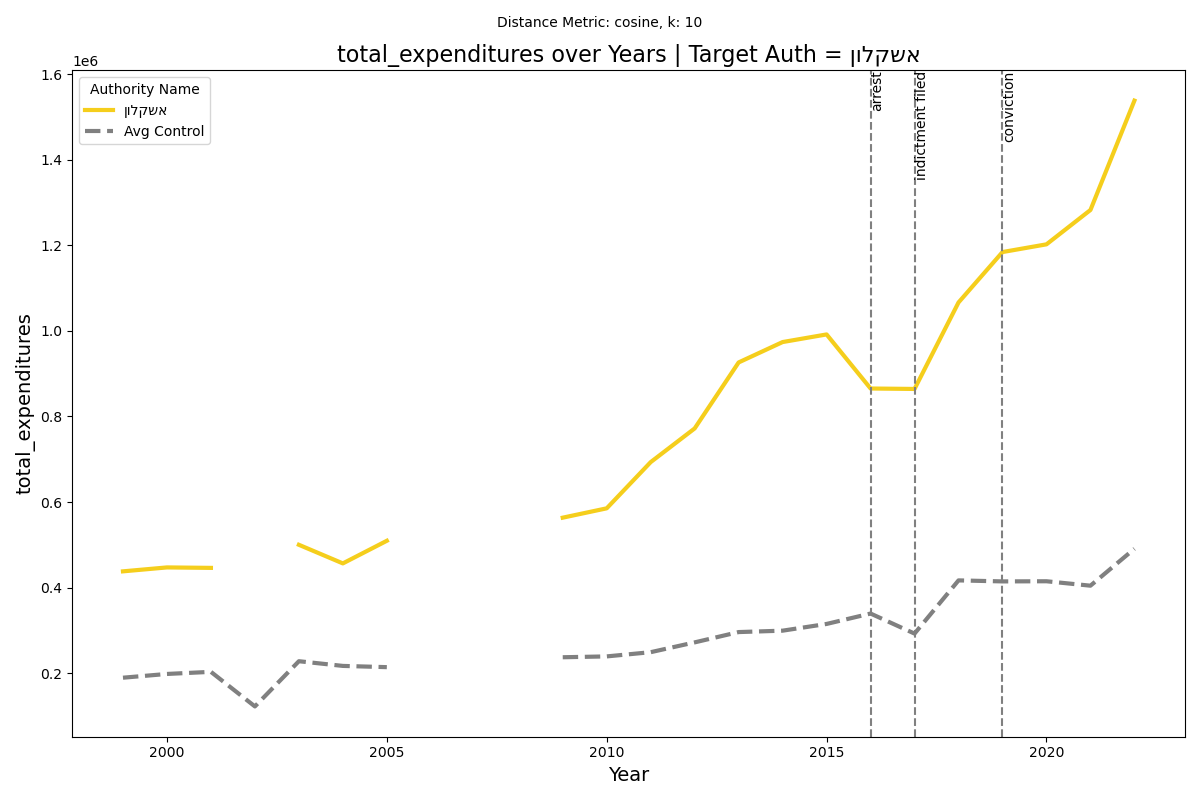 Distance Metric: cosine, k: 10
total_expenditures over Years | Target Auth = אשקלון
1e6
Authority Name
אשקלון
Avg Control
arrest
indictment filed
conviction
1.6
1.4
1.2
1.0
0.8
0.6
0.4
0.2
total_expenditures
2000
2005
2010
2015
2020
Year